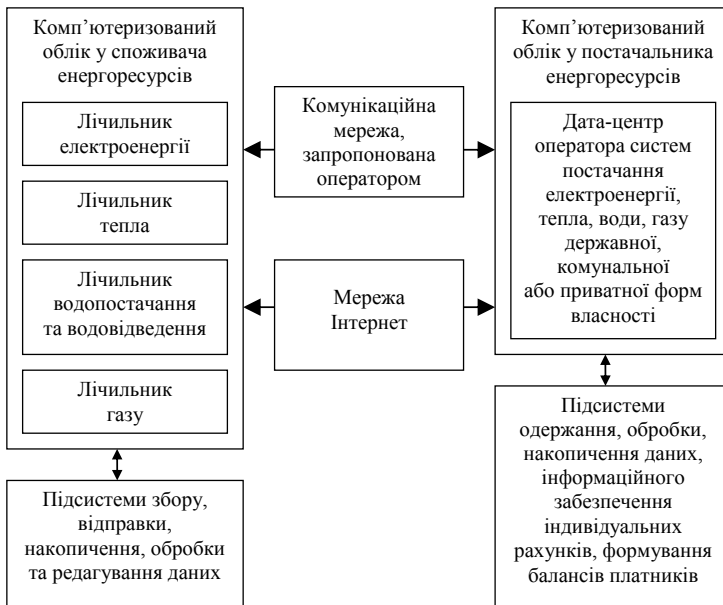 Комп’ютеризований
облік у споживача
енергоресурсів
Лічильник
електроенергії
Лічильник
тепла
Лічильник
водопостачання
та водовідведення
Лічильник
газу
Підсистеми збору,
відправки,
накопичення, обробки
та редагування даних
Комунікаційна
мережа,
запропонована
оператором
Мережа
Інтернет
Комп’ютеризований
облік у постачальника
енергоресурсів
Дата-центр
оператора систем
постачання
електроенергії,
тепла, води, газу
державної,
комунальної
або приватної форм
власності
Підсистеми
одержання, обробки,
накопичення даних,
інформаційного
забезпечення
індивідуальних
рахунків, формування
балансів платників